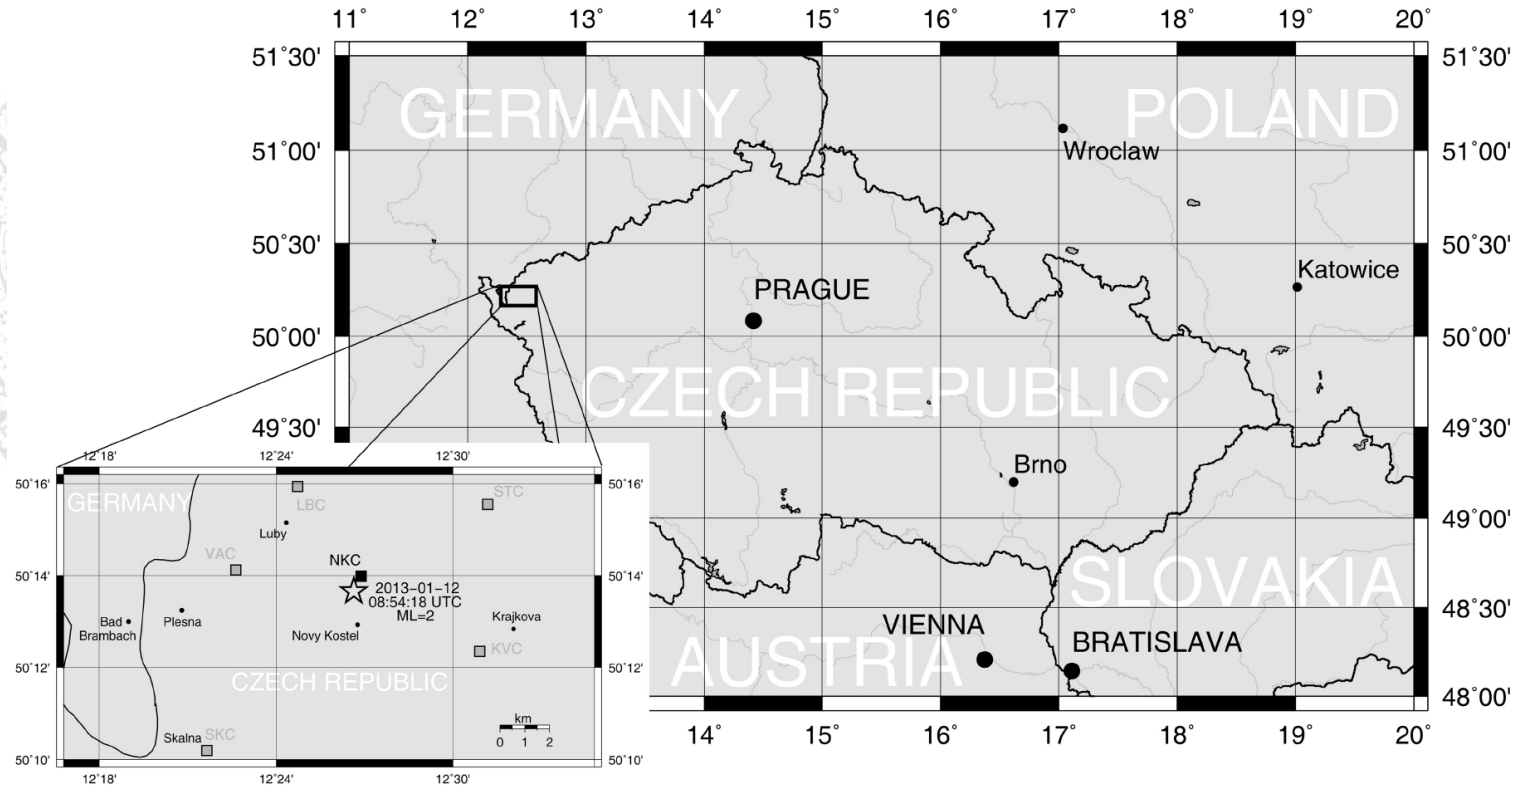 11˚ 12˚ 13˚ 14˚ 15˚ 16˚ 17˚ 18˚ 19˚ 20˚
51˚30' 51˚30'
GERMANY POLAND
Wroclaw
51˚00' 51˚00'
50˚30' 50˚30'
Katowice
PRAGUE
50˚00' 50˚00'
CZECH REPUBLIC
49˚30' 49˚30'
Brno
49˚00'
SLOVAKIA
48˚30'
VIENNA
BRATISLAVA
AUSTRIA
48˚00'
14˚ 15˚ 16˚ 17˚ 18˚ 19˚ 20˚
12˚18' 12˚24' 12˚30'
50˚16' 50˚16'
GERMANY
LBC
STC
Luby
VAC
NKC
50˚14' 50˚14'
2013−01−12
08:54:18 UTC
ML=2
Bad
Brambach
Plesna
Novy Kostel
Krajkova
KVC
50˚12' 50˚12'
CZECH REPUBLIC
km
0 1 2
Skalna
SKC
50˚10' 50˚10'
12˚18' 12˚24' 12˚30'